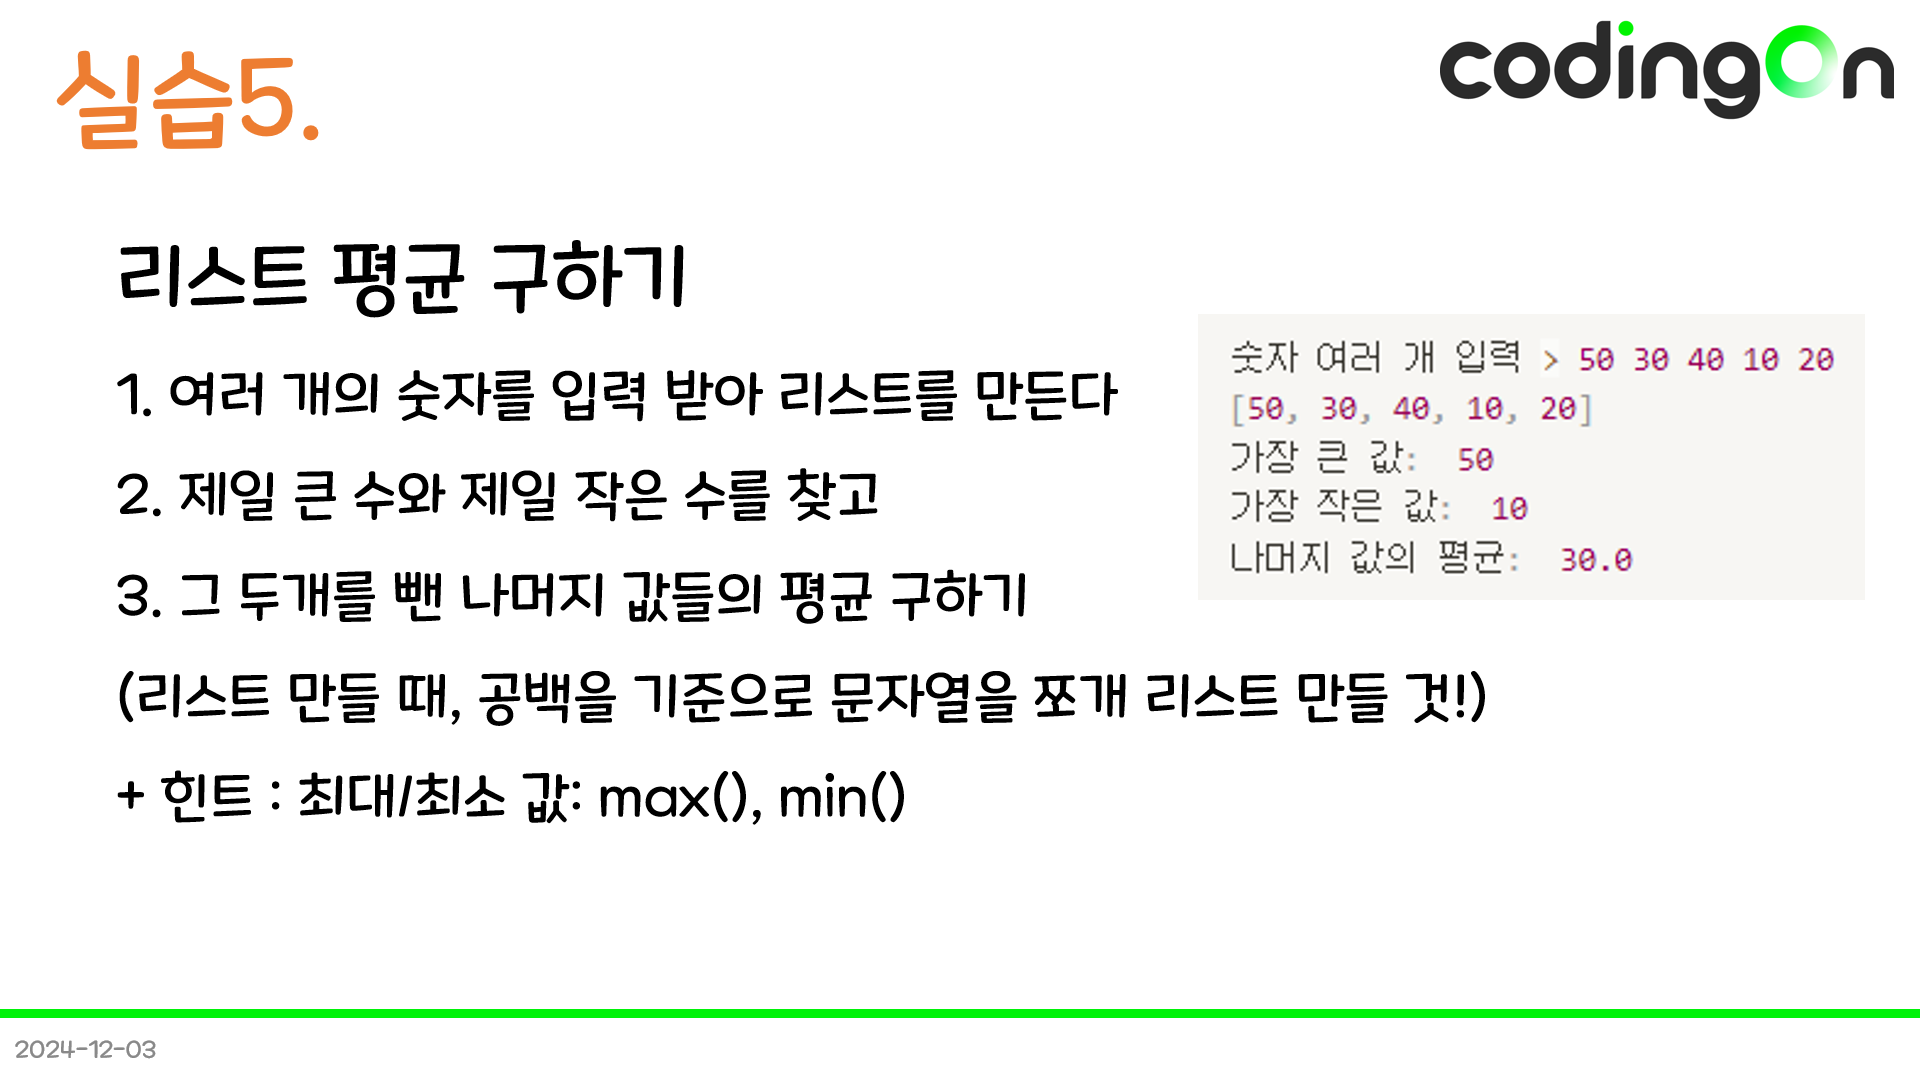 실습5.
codingOn
리스트 평균 구하기
1. 여러 개의 숫자를 입력 받아 리스트를 만든다
2. 제일 큰 수와 제일 작은 수를 찾고
3. 그 두개를 뺀 나머지 값들의 평균 구하기
(리스트 만들 때, 공백을 기준으로 문자열을 쪼개 리스트 만들 것!)
+ 힌트 : 최대/최소 값: max(), min()
숫자 여러 개 입력 > 50 30 40 10 20
[50, 30, 40, 10, 20]
가장 큰 값: 50
가장 작은 값: 10
나머지 값의 평균: 30.0
2024-12-03